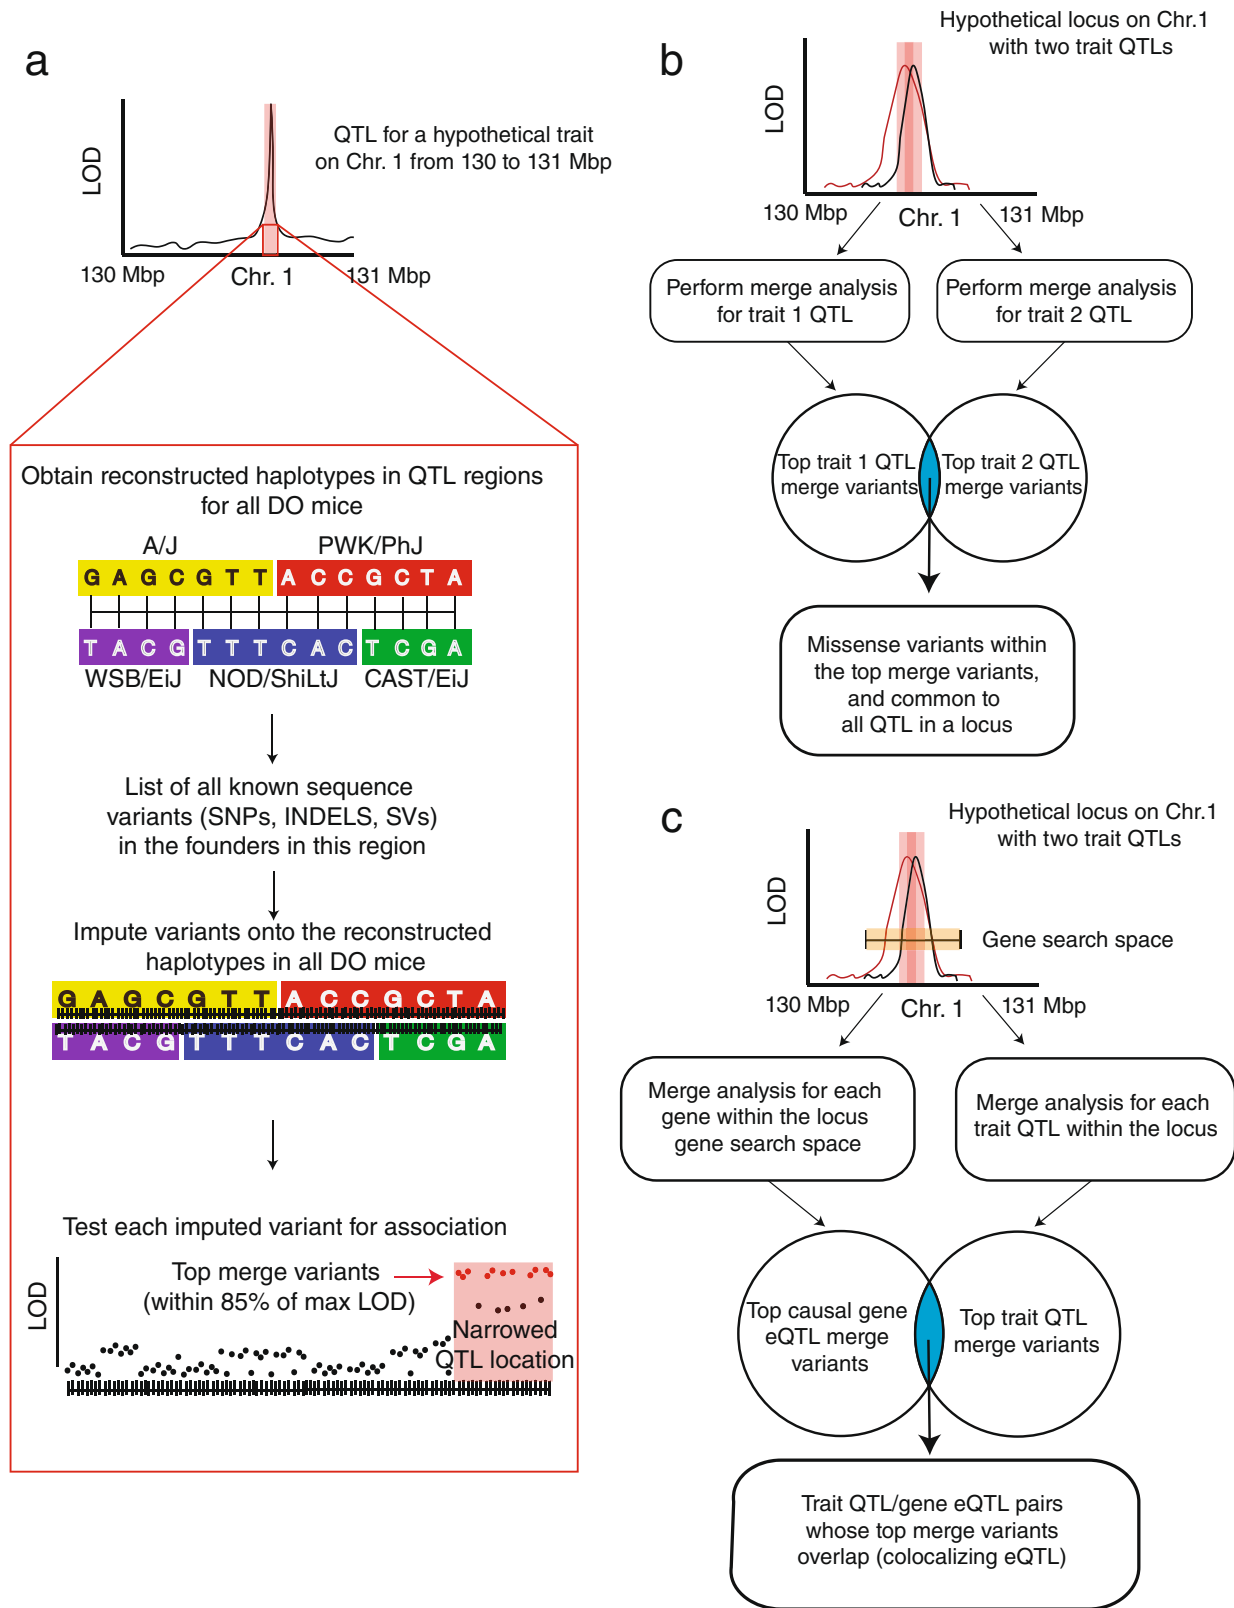 a
LOD
QTL for a hypothetical trait
on Chr. 1 from 130 to 131 Mbp
130 Mbp
Chr. 1
131 Mbp
Obtain reconstructed haplotypes in QTL regions
for all DO mice
A/J
PWK/PhJ
G A G C G T T A C C G C T A
T A C G T T T C A C T C G A
WSB/EiJ
NOD/ShiLtJ
CAST/EiJ
List of all known sequence
variants (SNPs, INDELS, SVs)
in the founders in this region
Impute variants onto the reconstructed
haplotypes in all DO mice
G A G C G T T A C C G C T A
T A C G T T T C A C T C G A
Test each imputed variant for association
LOD
Top merge variants
(within 85% of max LOD)
Narrowed
QTL location
b
Hypothetical locus on Chr.1
with two trait QTLs
LOD
130 Mbp
Chr. 1
131 Mbp
Perform merge analysis
for trait 1 QTL
Perform merge analysis
for trait 2 QTL
Top trait 1 QTL
merge variants
Top trait 2 QTL
merge variants
Missense variants within
the top merge variants,
and common to
all QTL in a locus
c
Hypothetical locus on Chr.1
with two trait QTLs
LOD
Gene search space
130 Mbp
Chr. 1
131 Mbp
Merge analysis for each
gene within the locus
gene search space
Merge analysis for each
trait QTL within the locus
Top causal gene
eQTL merge
variants
Top trait QTL
merge variants
Trait QTL/gene eQTL pairs
whose top merge variants
overlap (colocalizing eQTL)